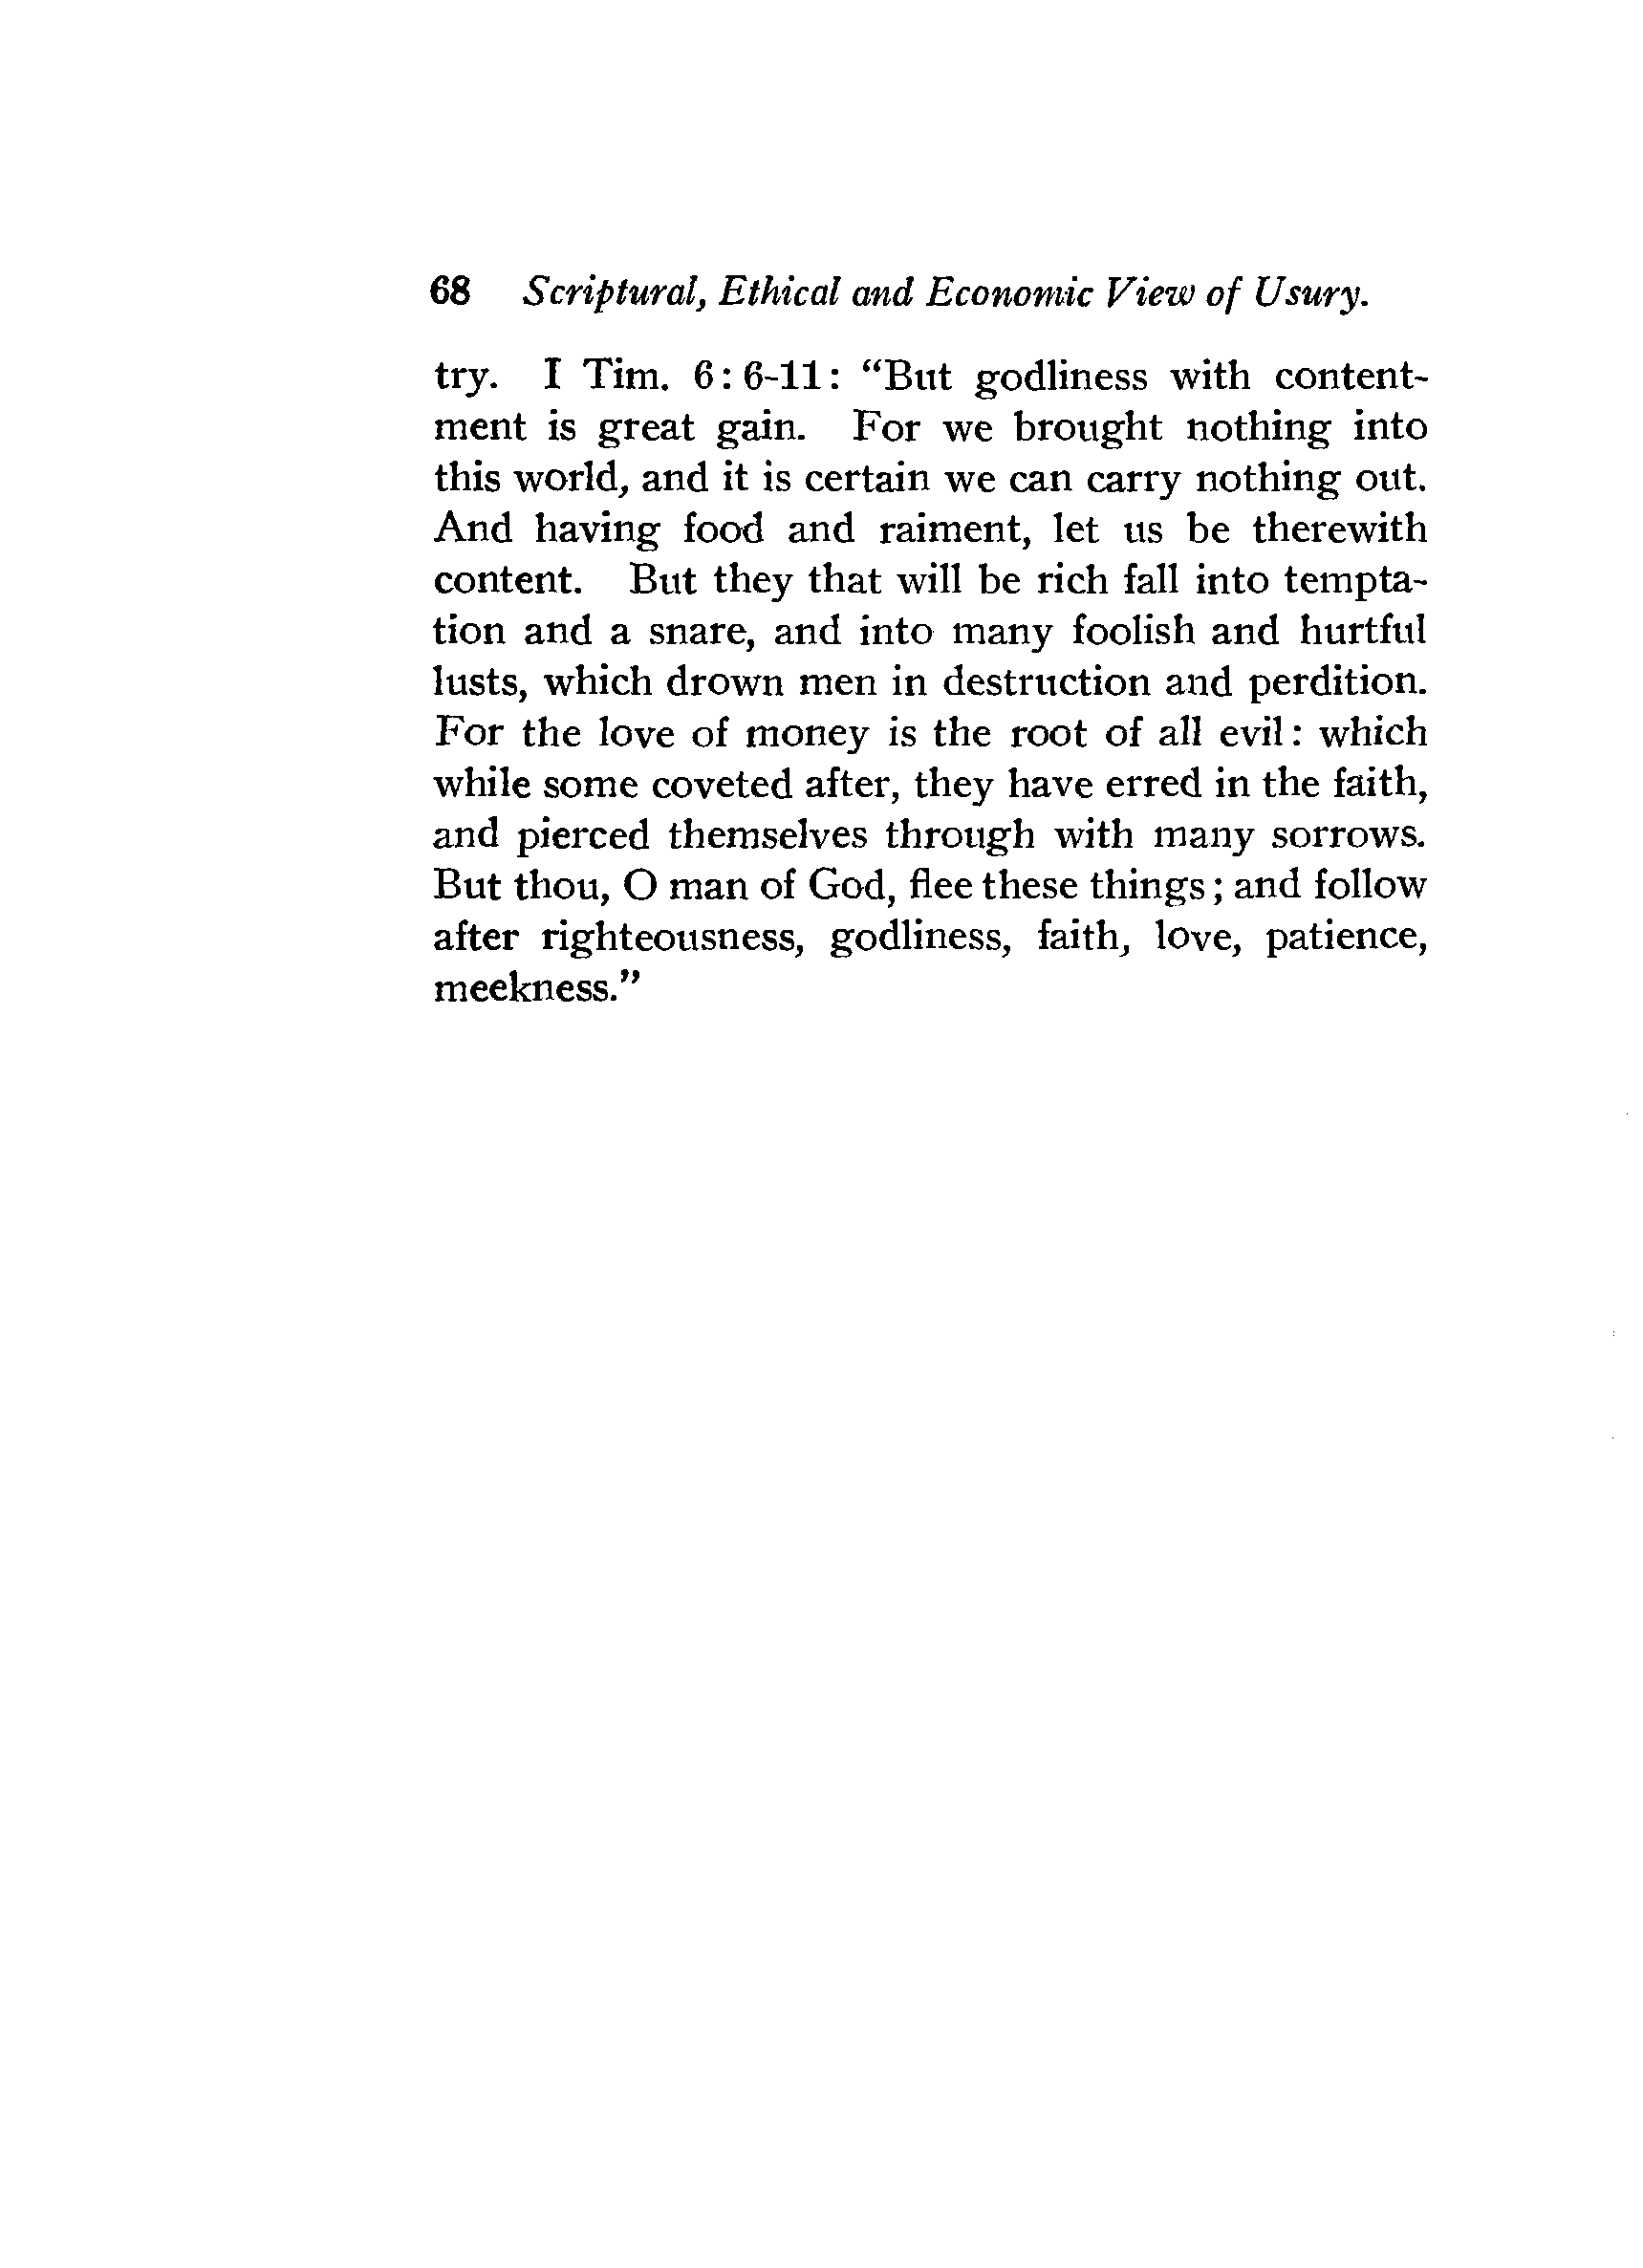 68 Scriptural, Ethical and Economic View of Usury.
try. I Tim. 6: 6-11: “But godliness with content-
ment is great gain. For we brought nothing into
this world, and it is certain we can carry nothing out.
And having food and raiment, let us be therewith
content. But they that will be rich fall into tempta-
tion and a snare, and into many foolish and hurtful
lusts, which drown men in destruction and perdition.
For the love of money is the root of all evil: which
while some coveted after, they have erred in the faith,
and pierced themselves through with many sorrows.
But thou, O man of God, flee these things; and follow
after righteousness, godliness, faith, love, patience,
meekness.”